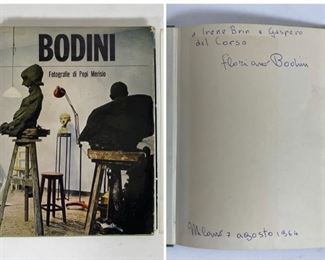 BODINI
Fotografie di Pepi Merisio
a Irene Brin e Gaspero
del Corso
Floriano Bodini
Milano 7 agosto 1964